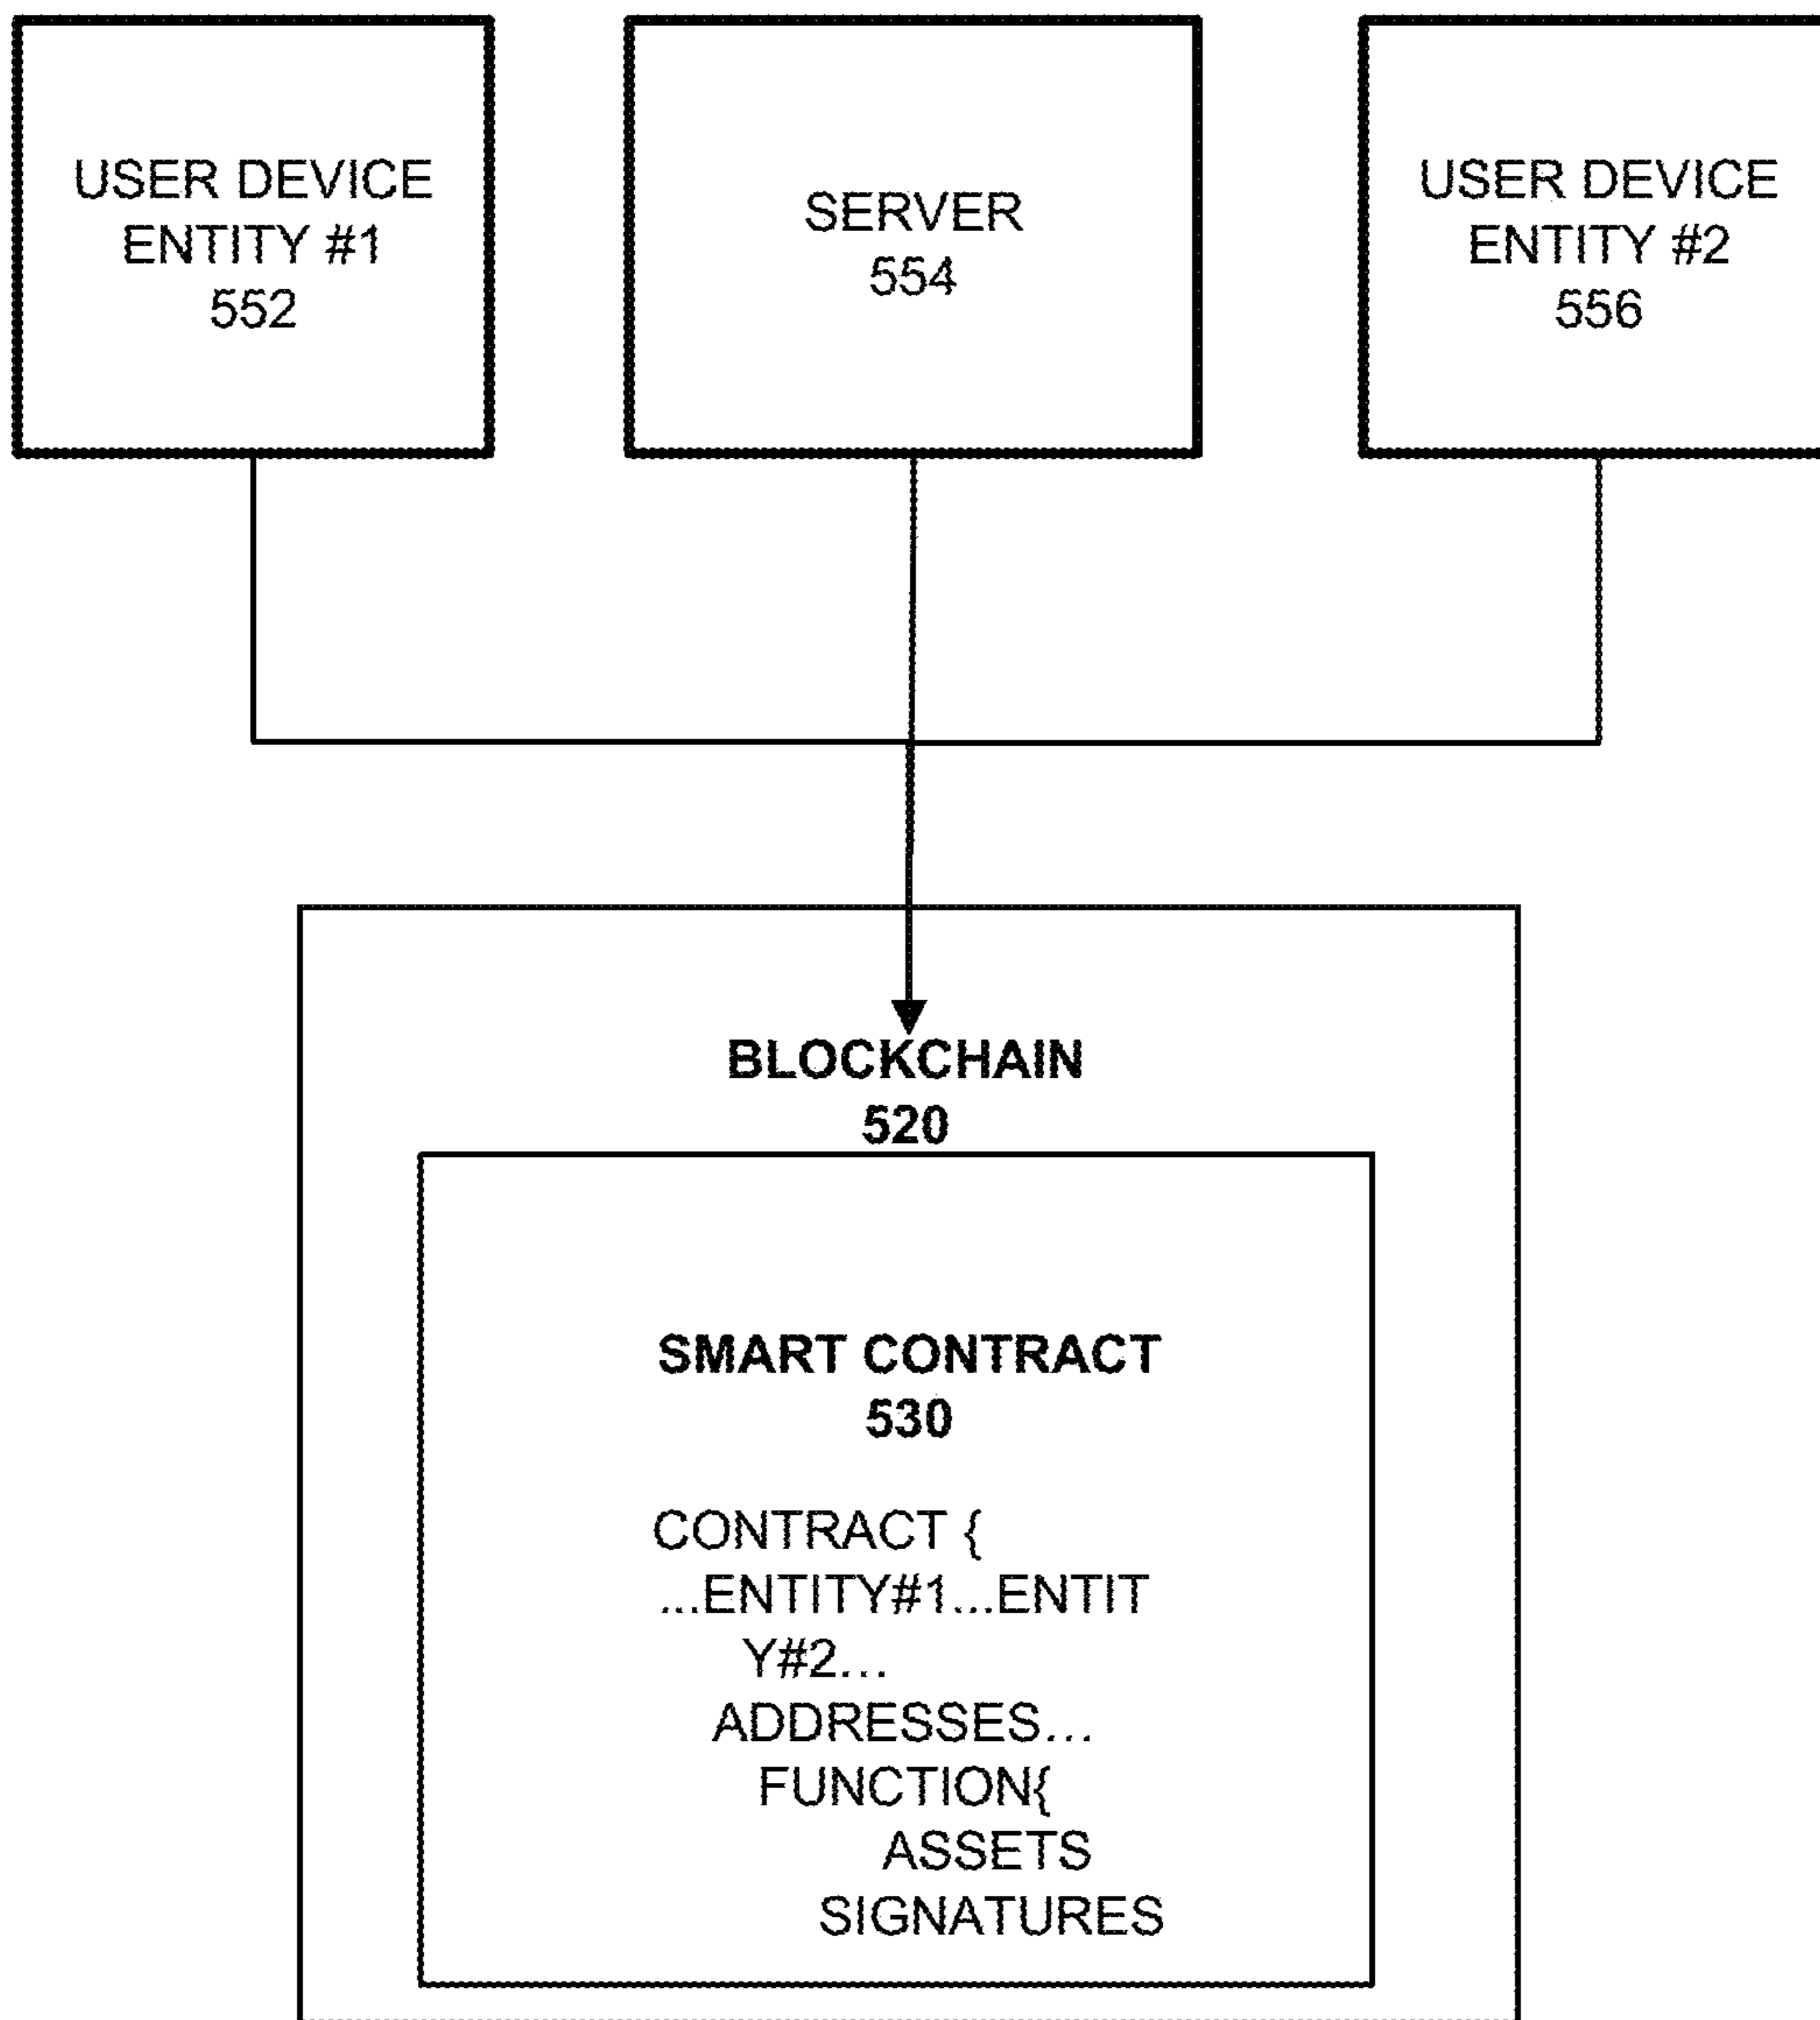 USER DEVICE
ENTITY #1
552
SERVER
554
USER DEVICE
ENTITY #2
556
BLOCKCHAIN
520
SMART CONTRACT
530
CONTRACT {
...ENTITY#1...ENTIT
Y#2...
ADDRESSES...
FUNCTION{
ASSETS
SIGNATURES